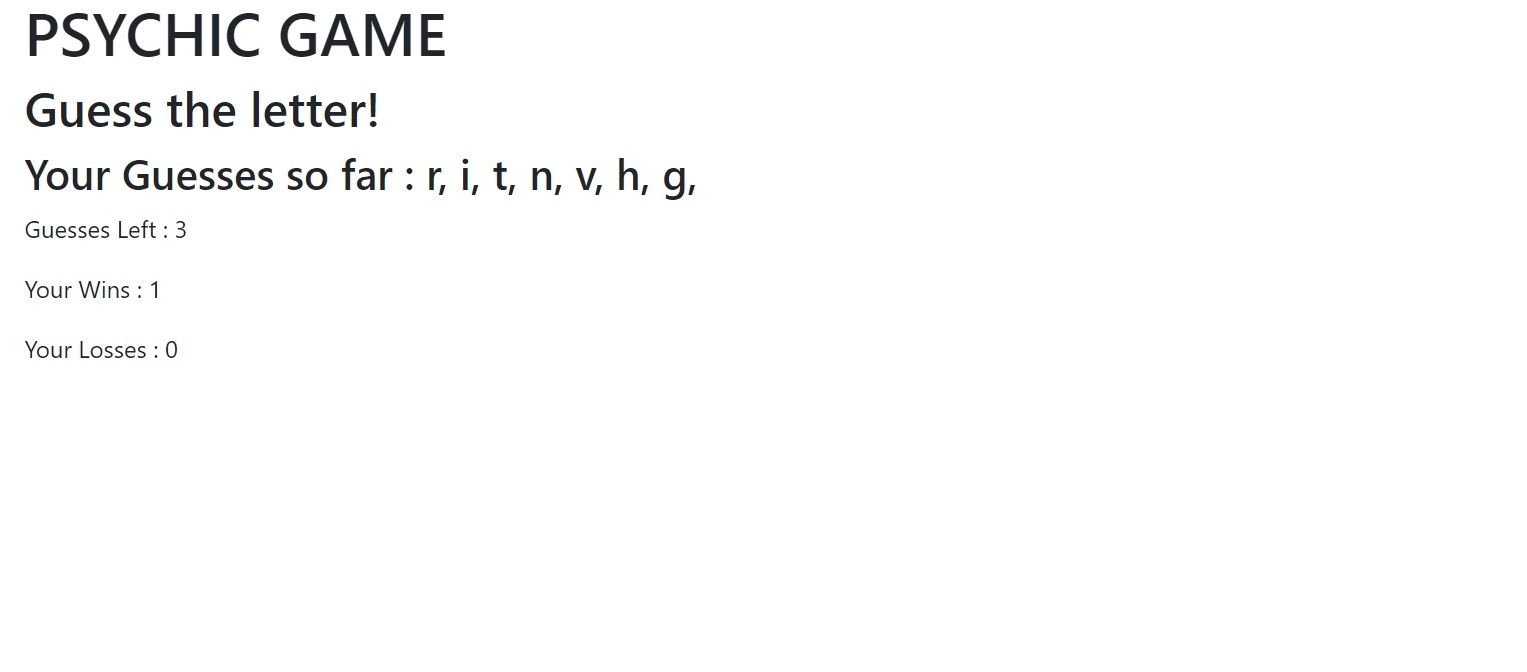 PSYCHIC GAME
Guess the letter!
Your Guesses so far : r, i, t, n, v, h, g,
Guesses Left : 3
Your Wins : 1
Your Losses : 0